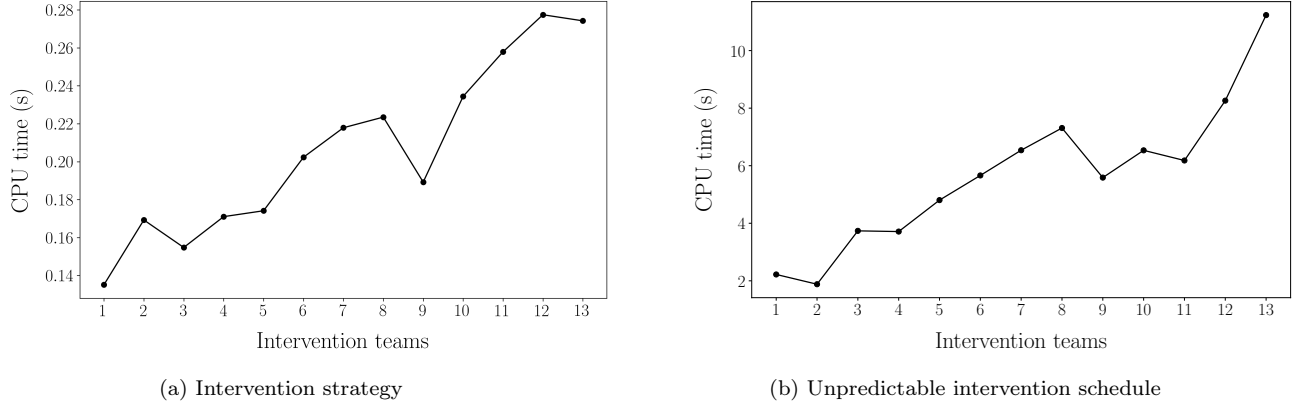 0.28
0.26
0.24
0.22
0.20
0.18
0.16
0.14
CPU time (s)
1 2 3 4 5 6 7 8 9 10 11 12 13
Intervention teams
(a) Intervention strategy
10
8
6
4
2
CPU time (s)
1 2 3 4 5 6 7 8 9 10 11 12 13
Intervention teams
(b) Unpredictable intervention schedule